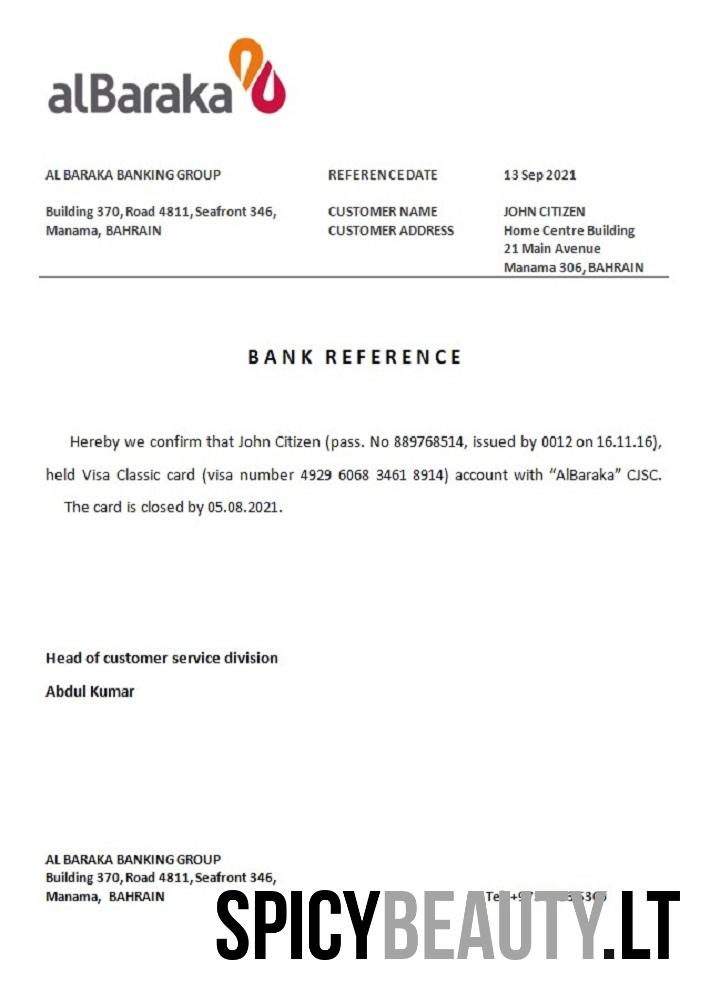 alBaraka
AL BARAKA BANKING GROUP
REFERENCE DATE
13 Sep 2021
Building 370, Road 4811, Seafront 346,
Manama, BAHRAIN
CUSTOMER NAME
CUSTOMER ADDRESS
JOHN CITIZEN
Home Centre Building
21 Main Avenue
Manama 306, BAHRAIN
BANK REFERENCE
Hereby we confirm that John Citizen (pass. No 889768514, issued by 0012 on 16.11.16),
held Visa Classic card (visa number 4929 6068 3461 8914) account with “AlBaraka” CJSC.
The card is closed by 05.08.2021.
Head of customer service division
Abdul Kumar
AL BARAKA BANKING GROUP
Building 370, Road 4811, Seafront 346,
Manama, BAHRAIN
SPICYBEAUTY.LT